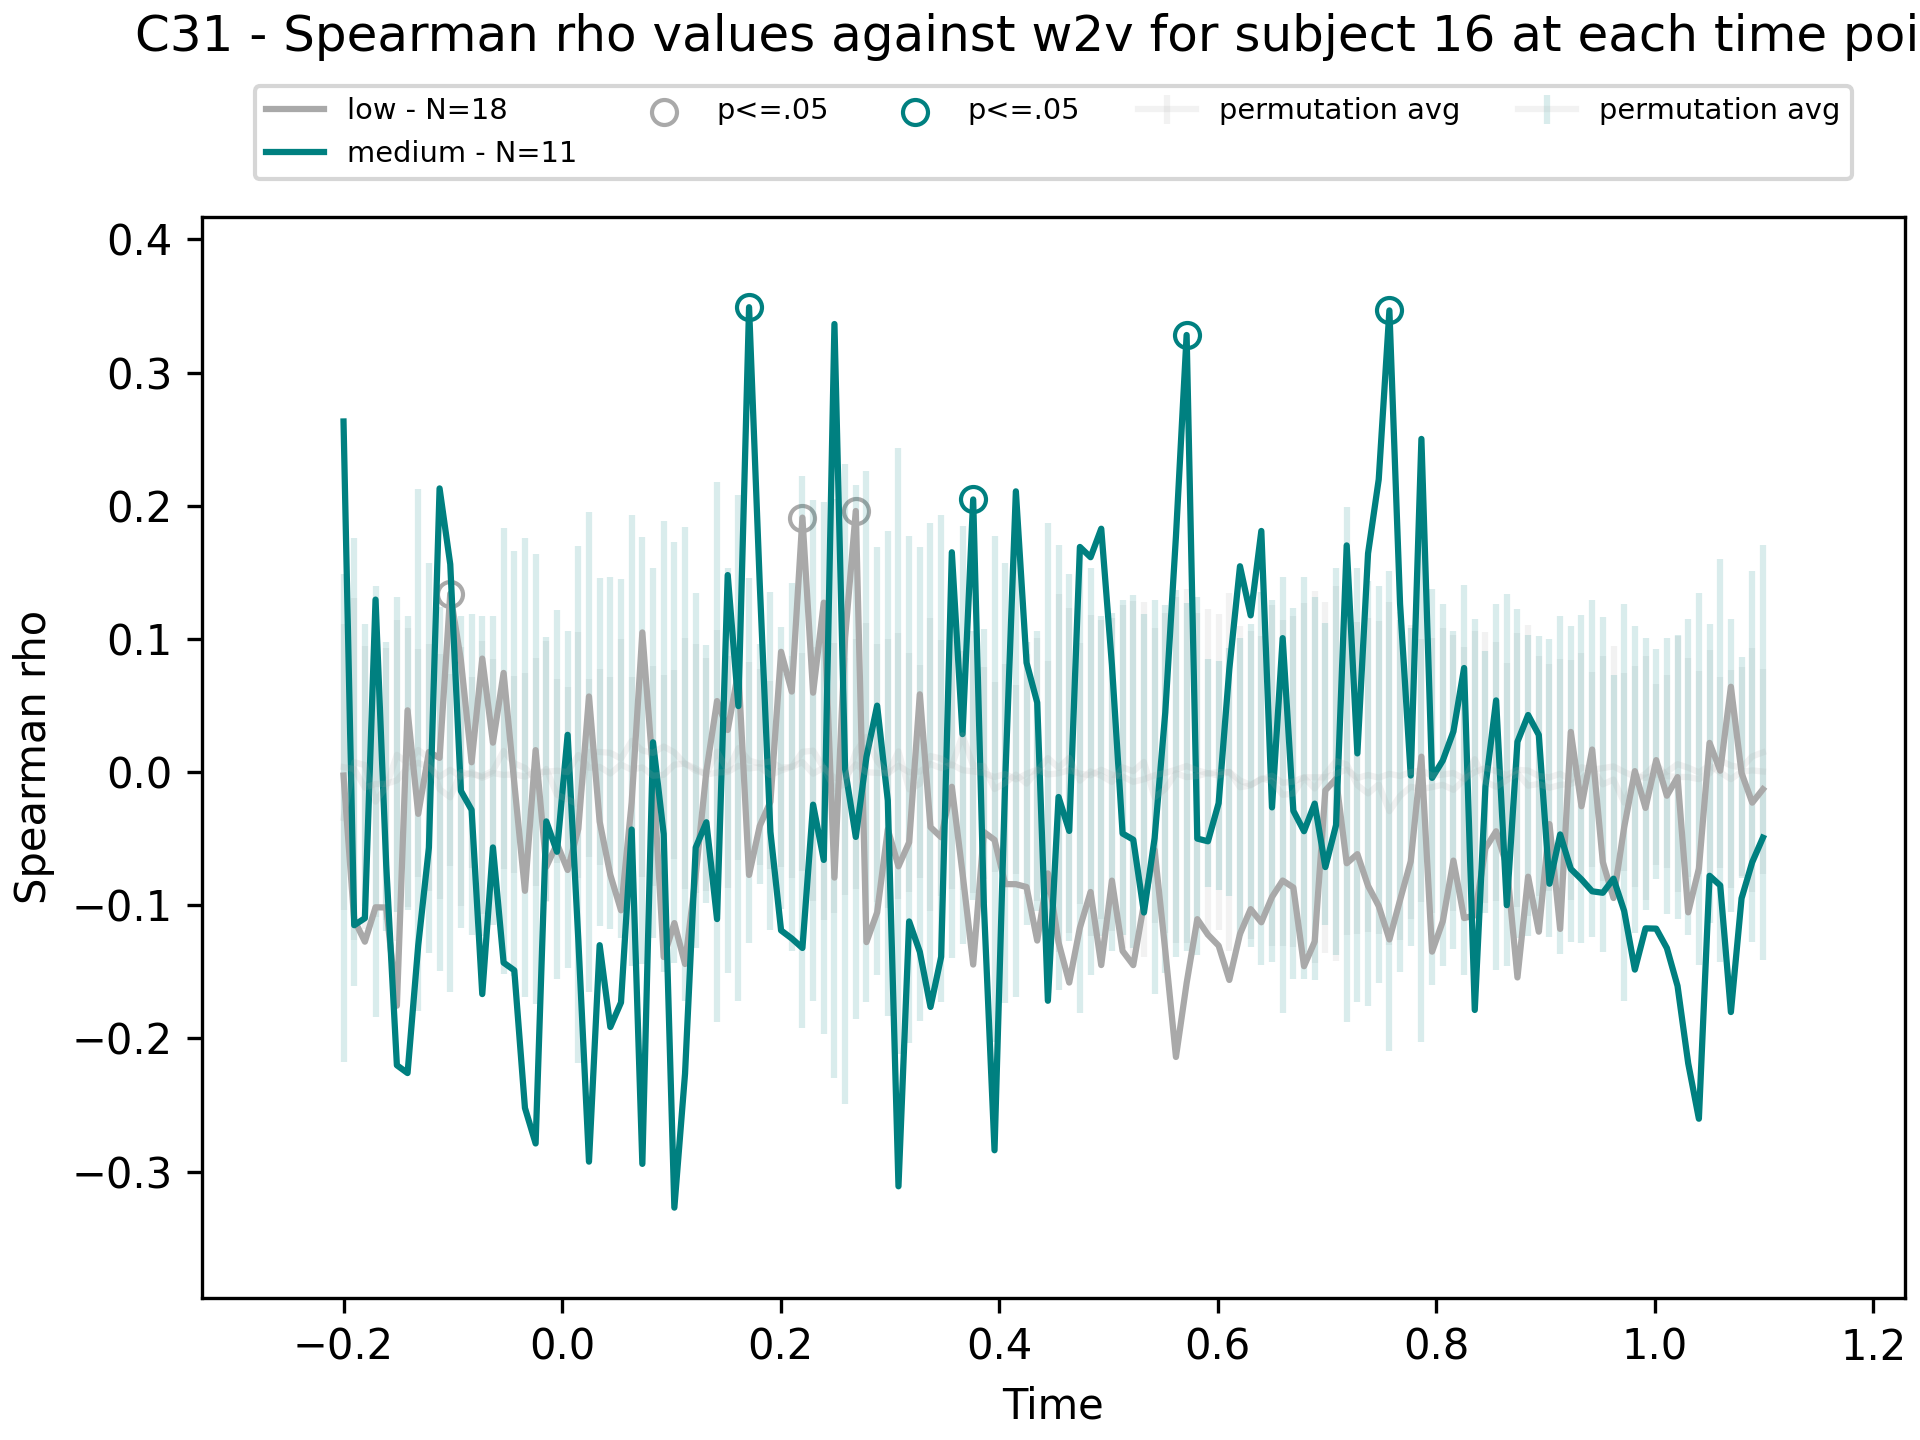 C31 - Spearman rho values against w2v for subject 16 at each time poi
low - N=18
medium - N=11
p<=.05
p<=.05
permutation avg
permutation avg
Spearman rho
0.4
0.3
0.2
0.1
0.0
−0.1
−0.2
−0.3
−0.2 0.0 0.2 0.4 0.6 0.8 1.0 1.2
Time